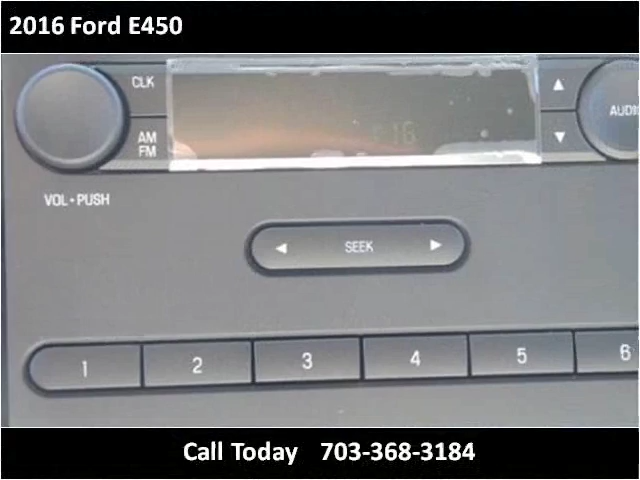 2016 Ford E450
CLK
AM
FM
AUDI
VOL • PUSH
SEEK
1 2 3 4 5 6
Call Today 703-368-3184